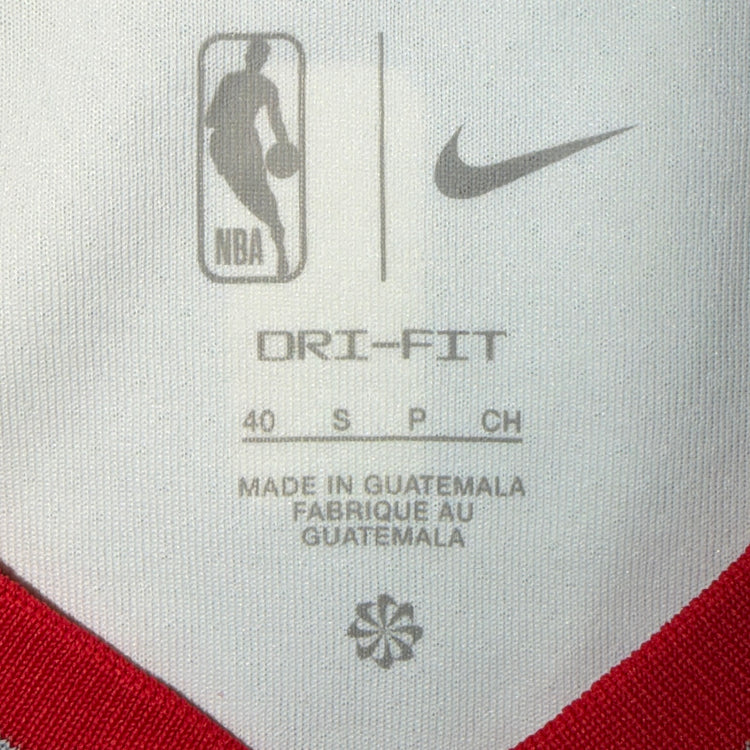 NBA
DRI-FIT
40 S P CH
MADE IN GUATEMALA
FABRIQUE AU
GUATEMALA